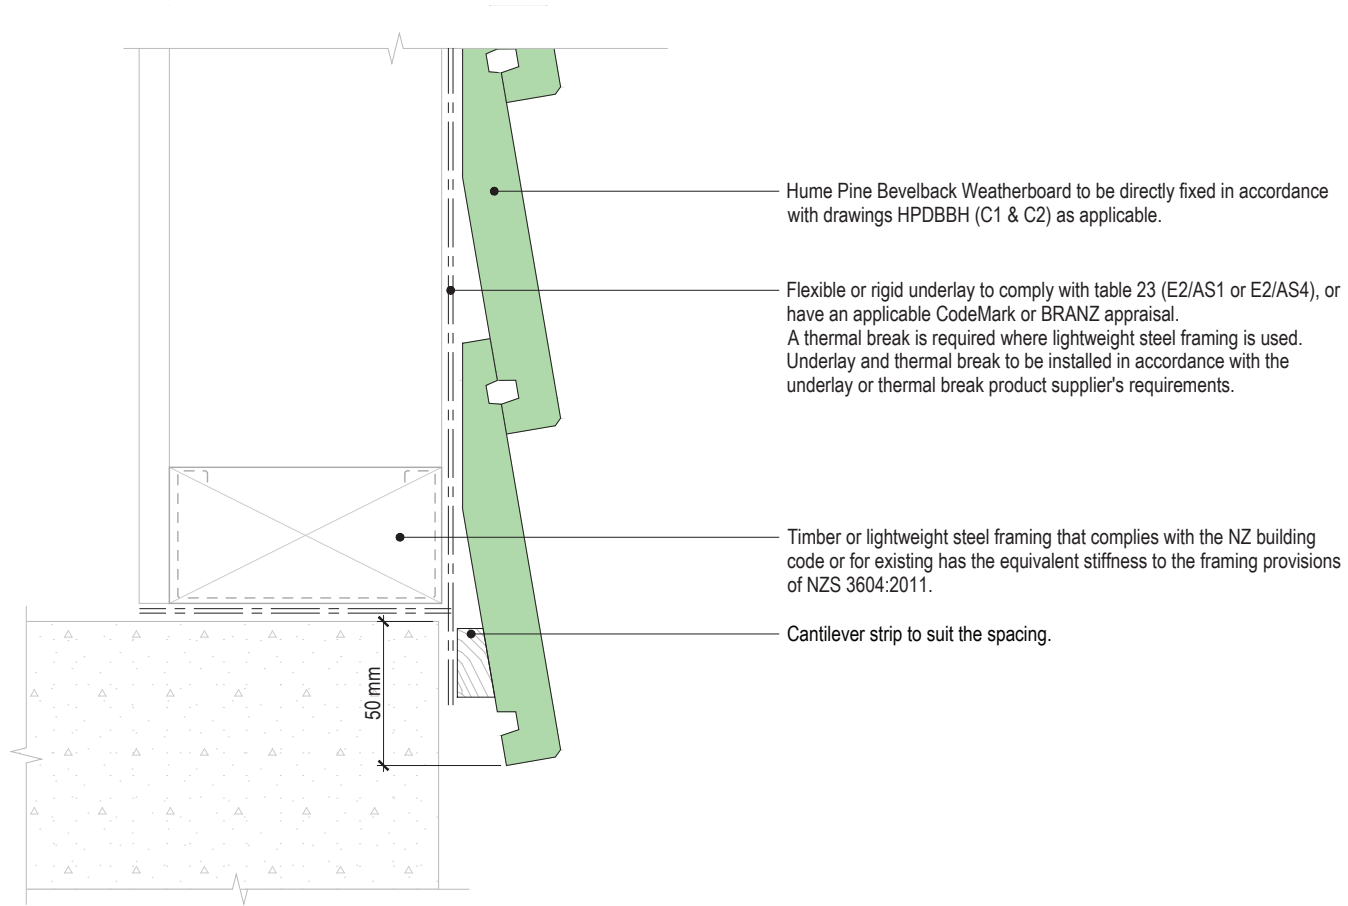 Hume Pine Bevelback Weatherboard to be directly fixed in accordance
with drawings HPDBBH (C1 & C2) as applicable.
Flexible or rigid underlay to comply with table 23 (E2/AS1 or E2/AS4), or
have an applicable CodeMark or BRANZ appraisal.
A thermal break is required where lightweight steel framing is used.
Underlay and thermal break to be installed in accordance with the
underlay or thermal break product supplier's requirements.
Timber or lightweight steel framing that complies with the NZ building
code or for existing has the equivalent stiffness to the framing provisions
of NZS 3604:2011.
Cantilever strip to suit the spacing.
50 mm